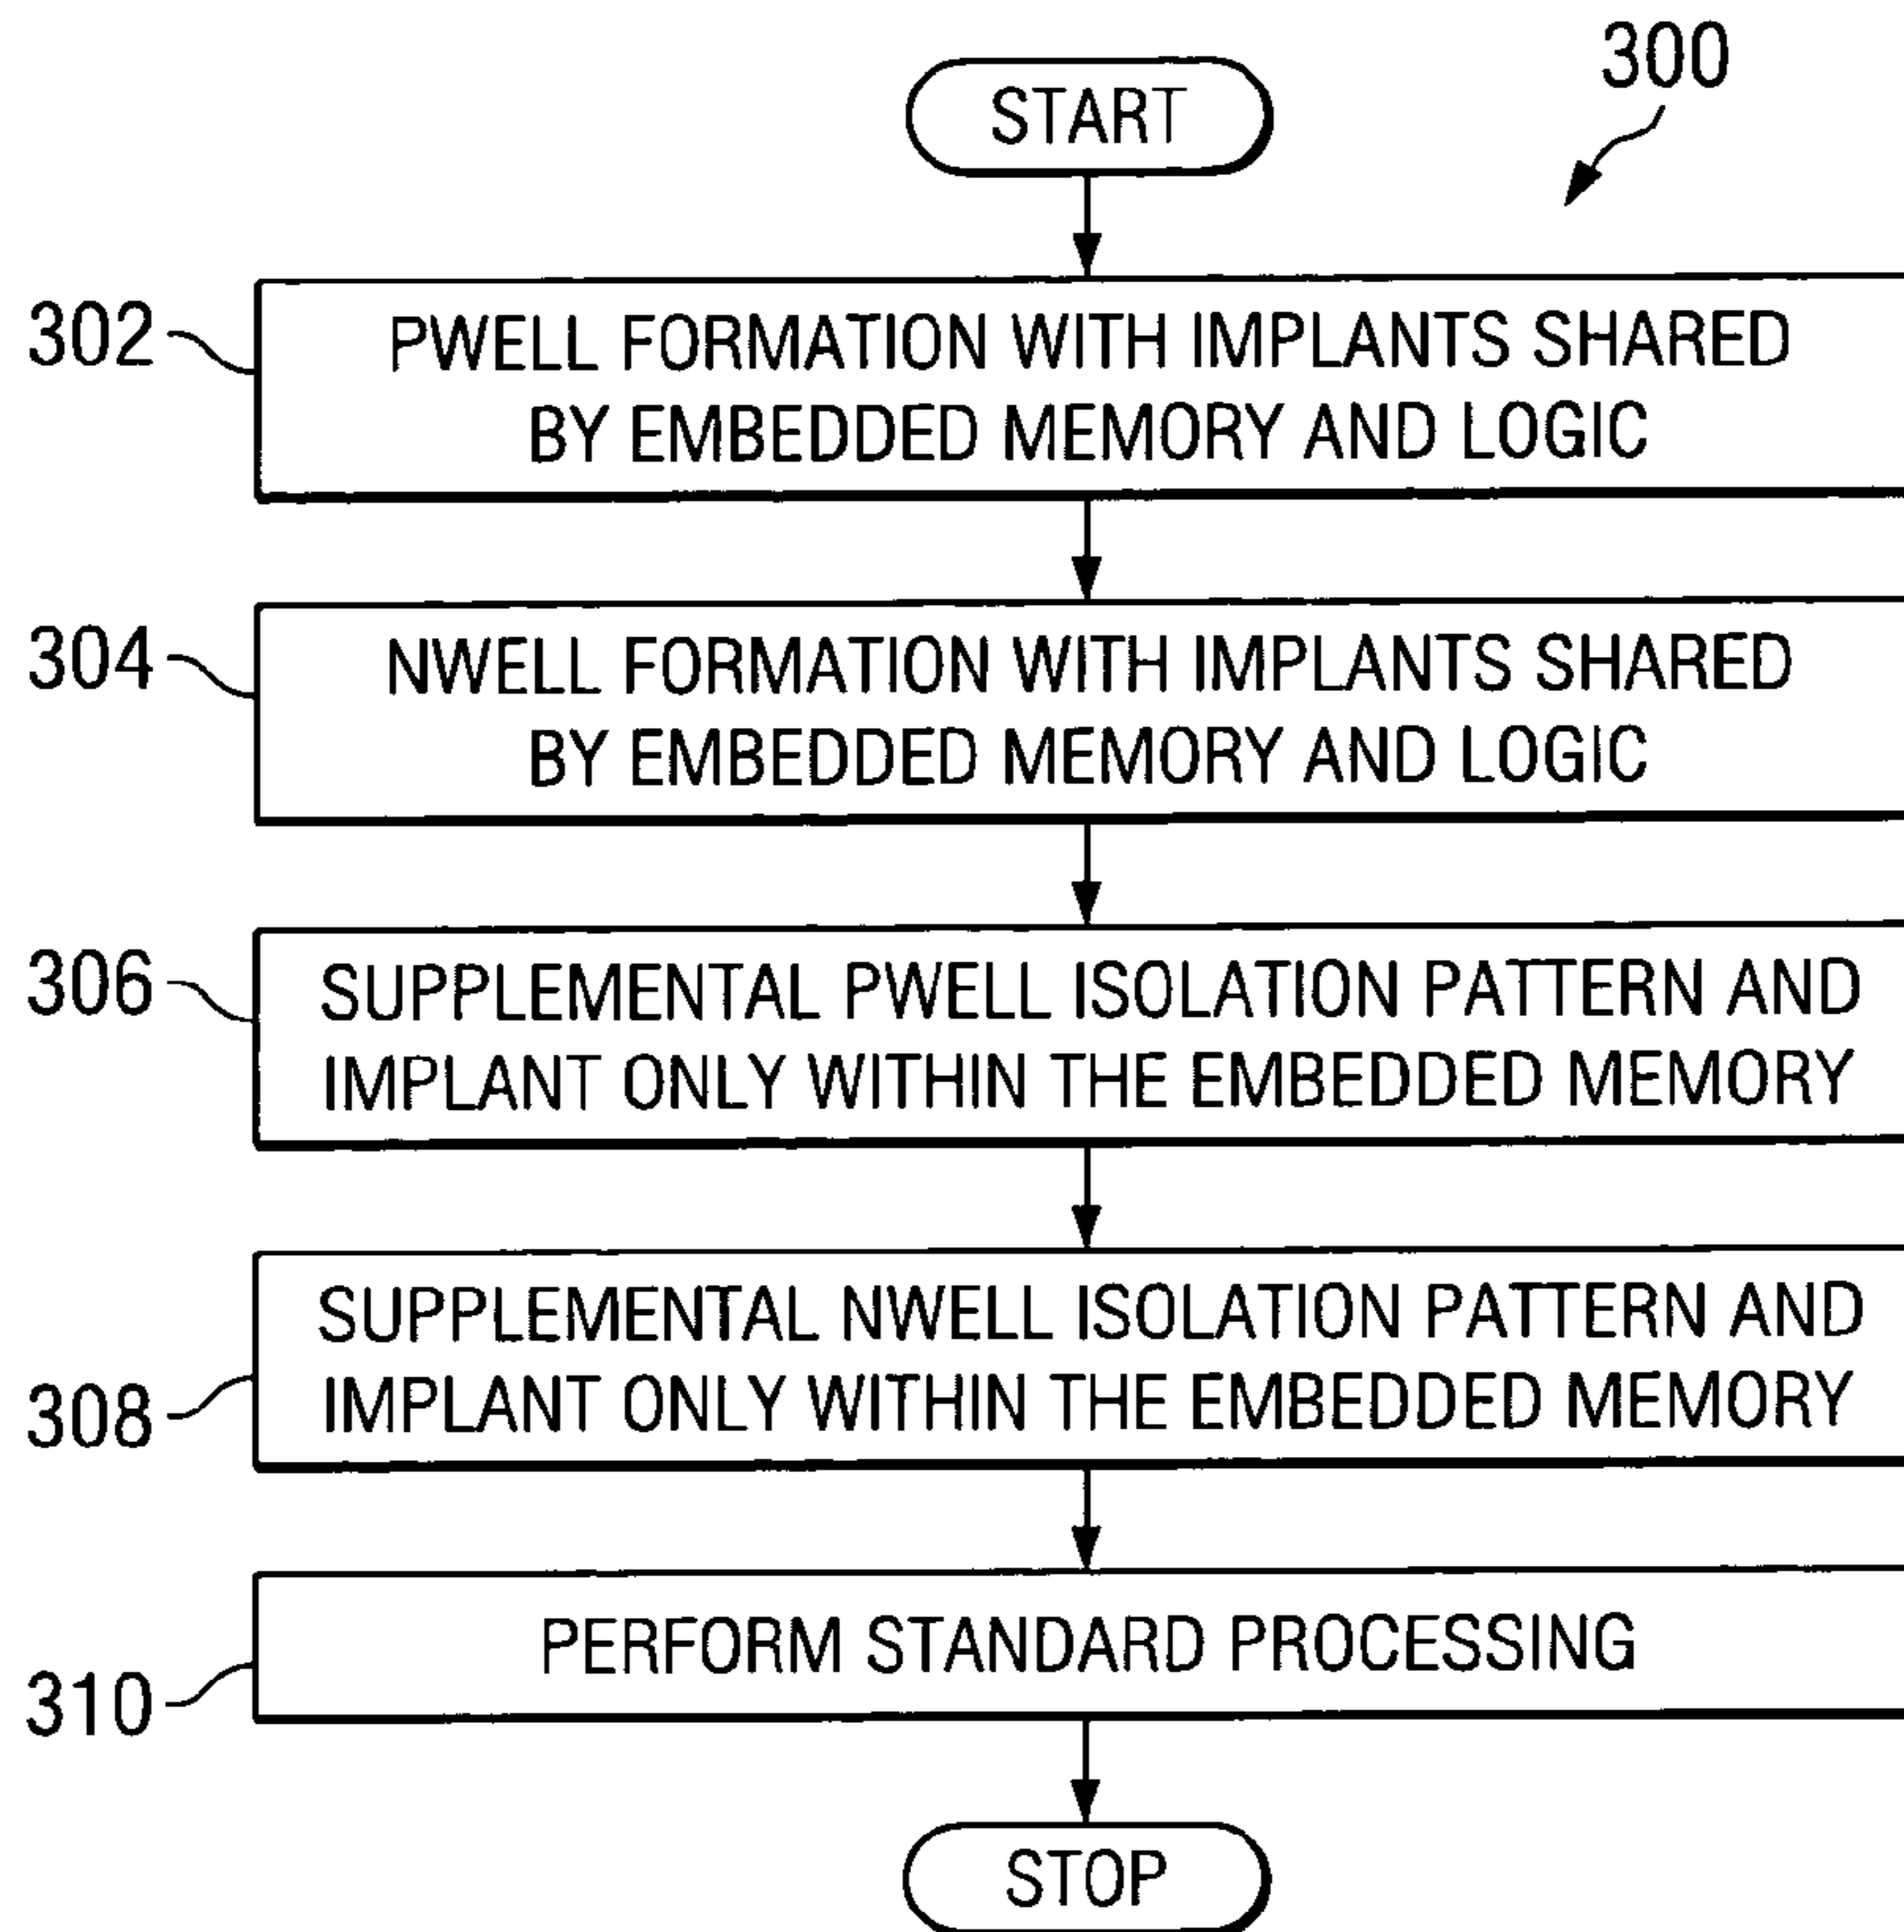 300
START
302
PWELL FORMATION WITH IMPLANTS SHARED
BY EMBEDDED MEMORY AND LOGIC
304
NWELL FORMATION WITH IMPLANTS SHARED
BY EMBEDDED MEMORY AND LOGIC
306
SUPPLEMENTAL PWELL ISOLATION PATTERN AND
IMPLANT ONLY WITHIN THE EMBEDDED MEMORY
308
SUPPLEMENTAL NWELL ISOLATION PATTERN AND
IMPLANT ONLY WITHIN THE EMBEDDED MEMORY
310
PERFORM STANDARD PROCESSING
STOP